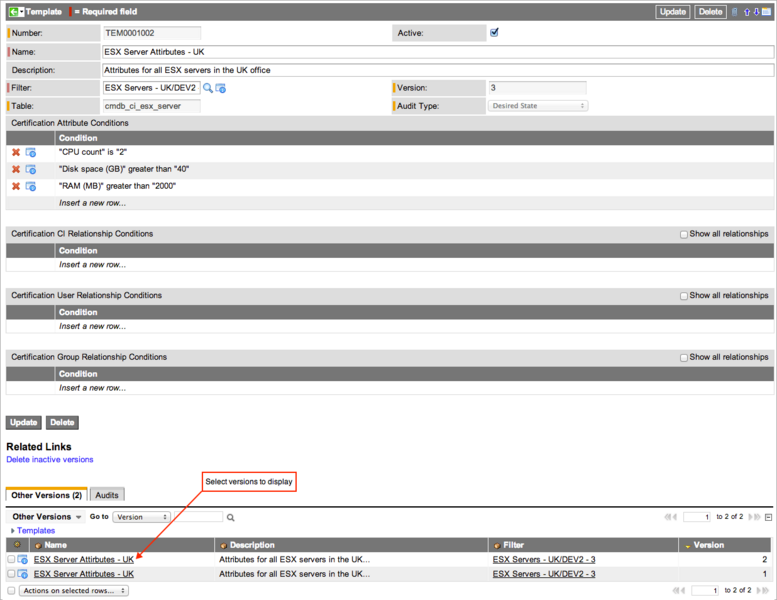 Template = Required field Update Delete
Number: TEM0001002 Active:
Name: ESX Server Attirbutes - UK
Description: Attributes for all ESX servers in the UK office
Filter: ESX Servers - UK/DEV2 Version: 3
Table: cmdb_ci_esx_server Audit Type: Desired State
Certification Attribute Conditions
Condition
"CPU count" is "2"
"Disk space (GB)" greater than "40"
"RAM (MB)" greater than "2000"
Insert a new row...
Certification CI Relationship Conditions Show all relationships
Condition
Insert a new row...
Certification User Relationship Conditions Show all relationships
Condition
Insert a new row...
Certification Group Relationship Conditions Show all relationships
Condition
Insert a new row...
Update Delete
Related Links
Delete inactive versions
Select versions to display
Other Versions (2) Audits
Other Versions Go to Version 1 to 2 of 2
Templates
Name Description Filter Version
ESX Server Attirbutes - UK Attributes for all ESX servers in the UK... ESX Servers - UK/DEV2 - 3 2
ESX Server Attirbutes - UK Attributes for all ESX servers in the UK... ESX Servers - UK/DEV2 - 3 1
Actions on selected rows... 1 to 2 of 2